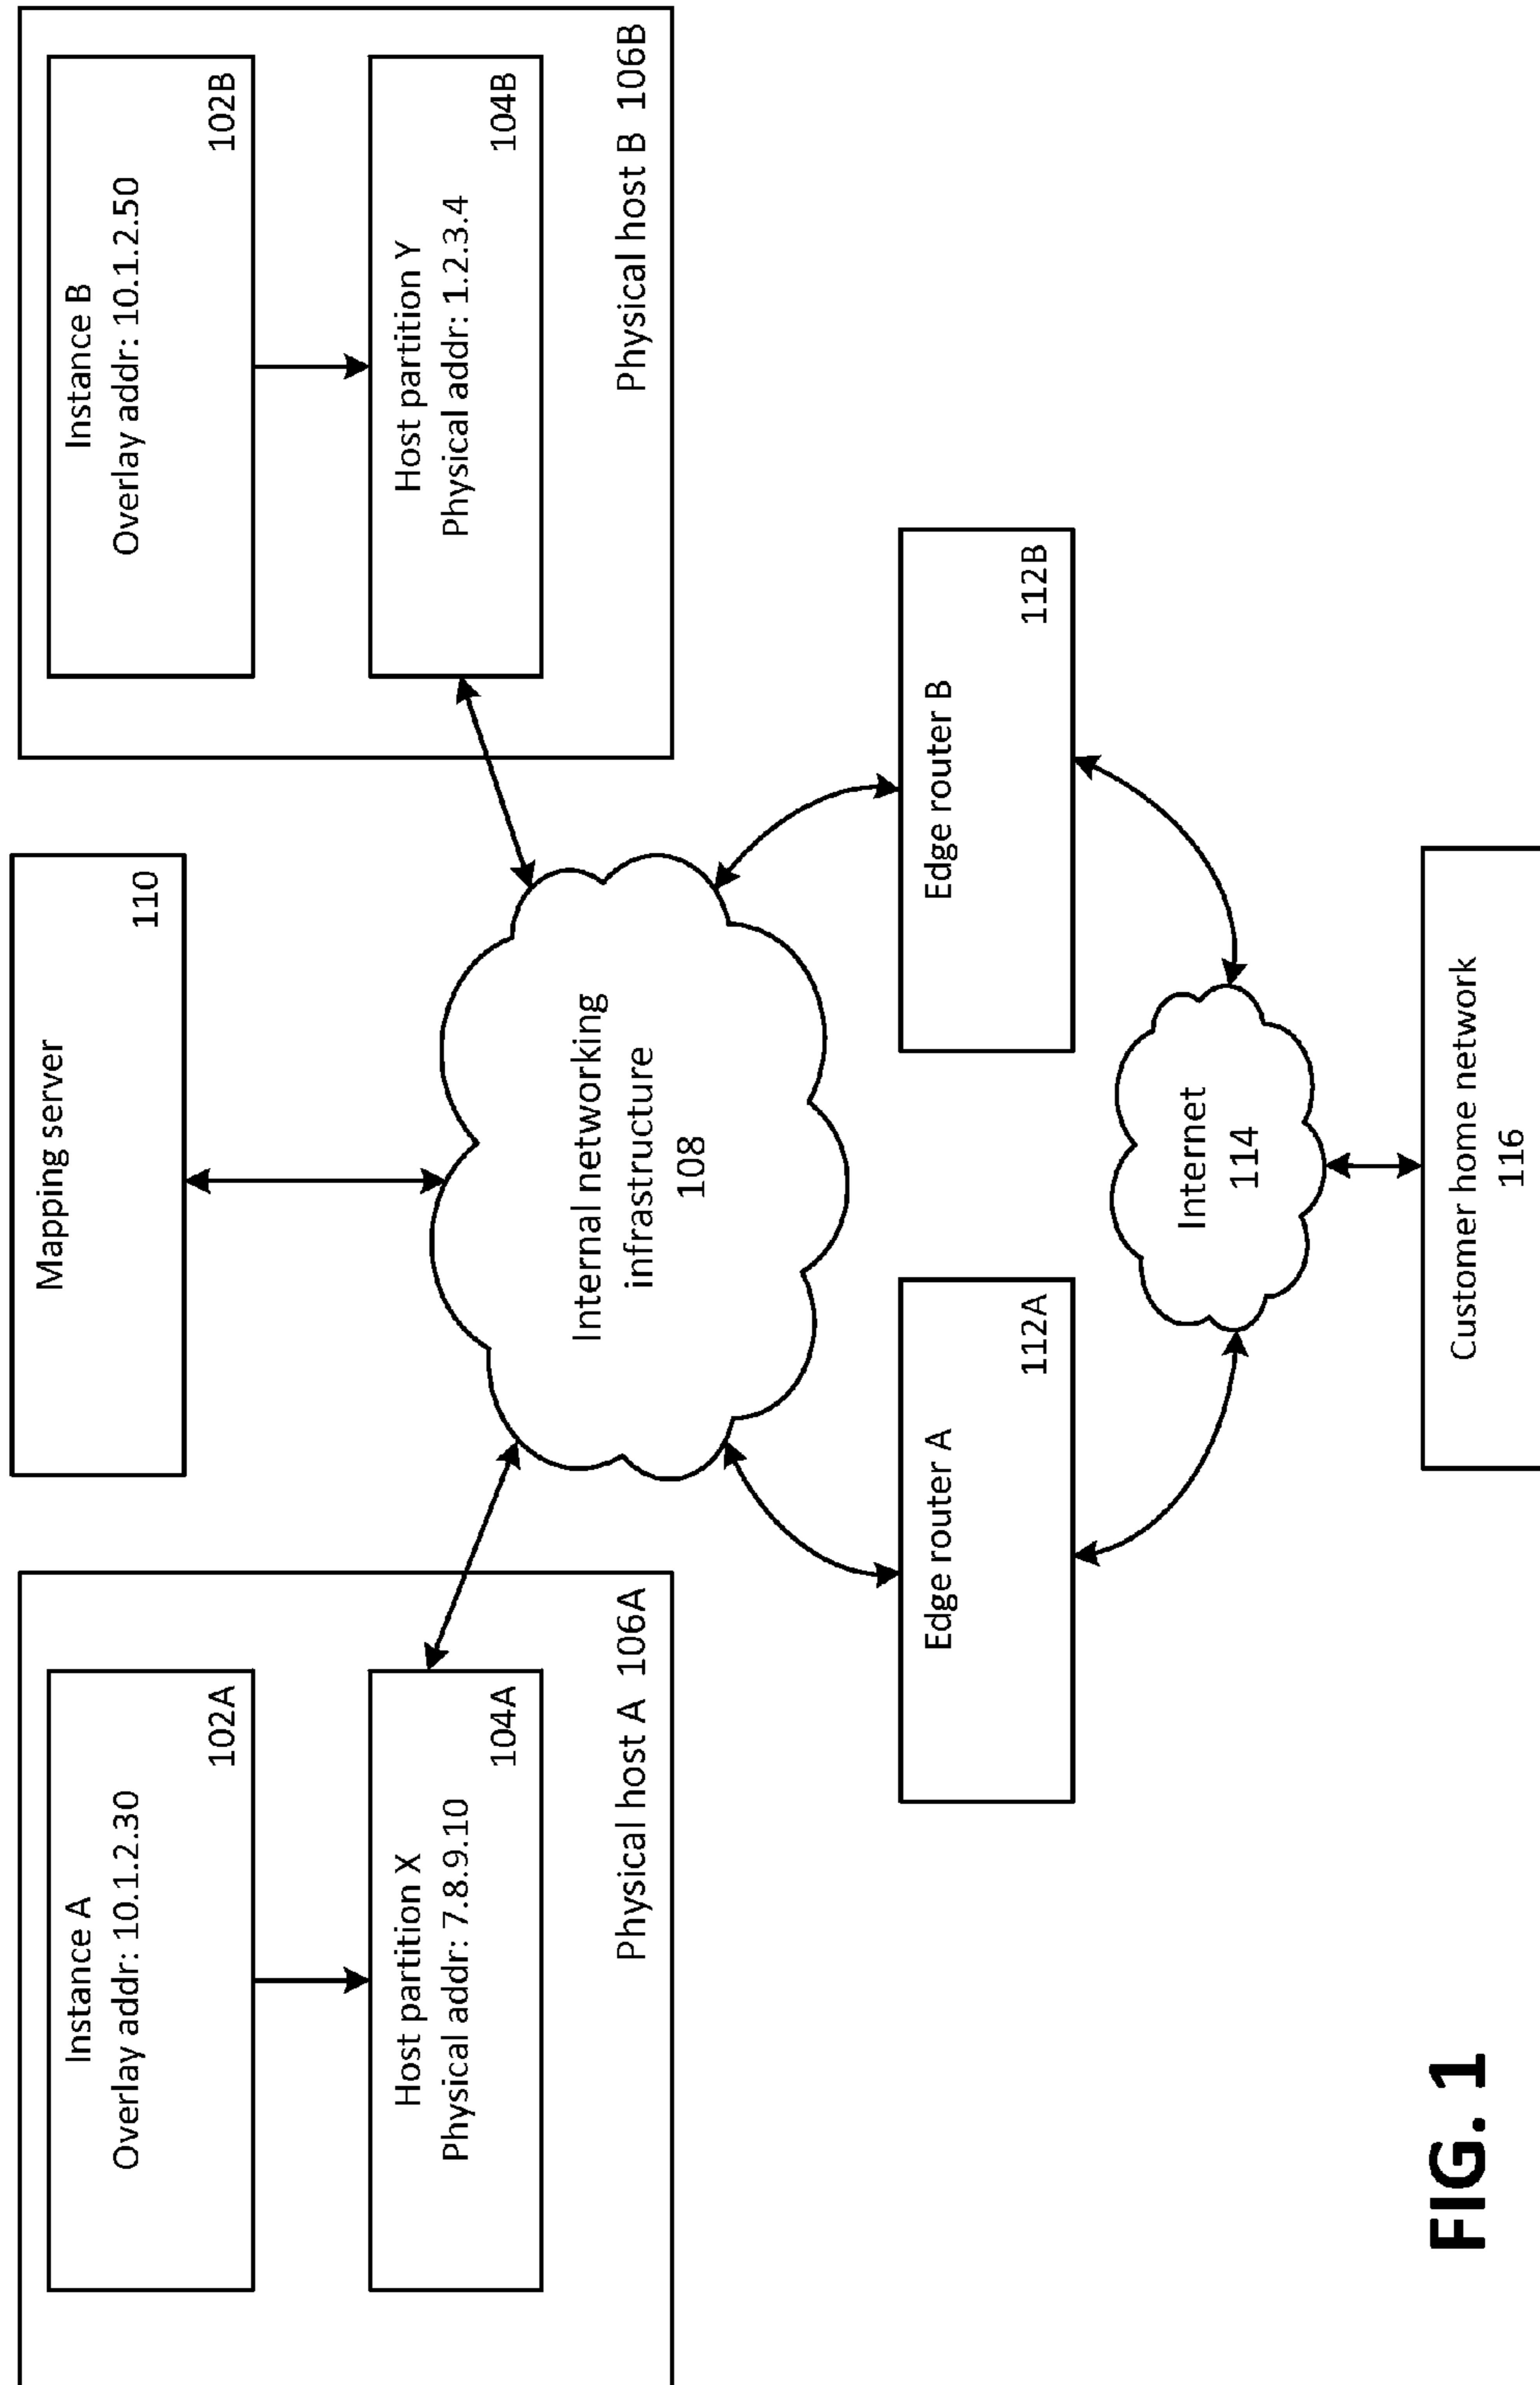 Instance A
Overlay addr: 10.1.2.30
102A
Host partition X
Physical addr: 7.8.9.10
104A
Physical host A 106A
Mapping server
110
Instance B
Overlay addr: 10.1.2.50
102B
Host partition Y
Physical addr: 1.2.3.4
104B
Physical host B 106B
Internal networking
infrastructure
108
Edge router A
112A
Edge router B
112B
Internet
114
Customer home network
116
FIG. 1